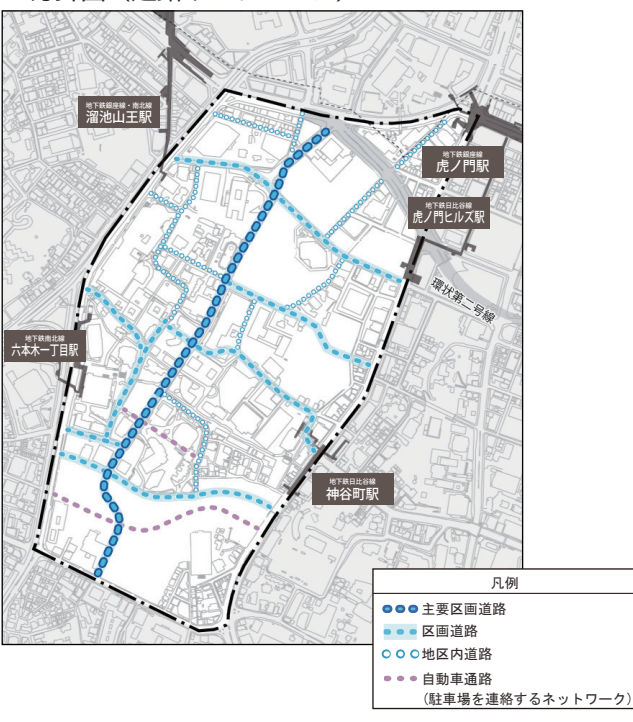 地下鉄銀座線・南北線
溜池山王駅
地下鉄銀座線
虎ノ門駅
地下鉄日比谷線
虎ノ門ヒルズ駅
環状第二号線
地下鉄南北線
六本木一丁目駅
地下鉄日比谷線
神谷町駅
凡例
主要区画道路
区画道路
地区内道路
自動車通路
(駐車場を連絡するネットワーク)